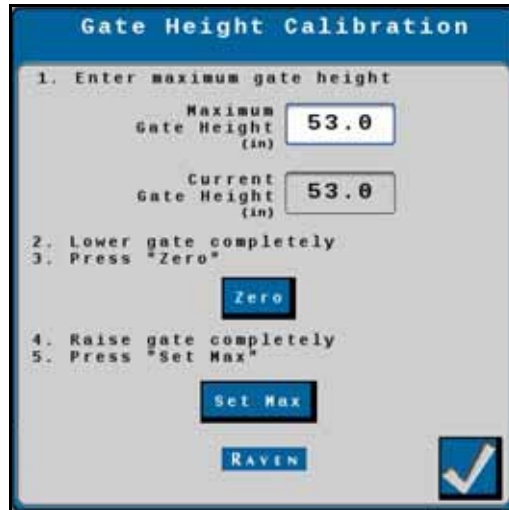 Gate Height Calibration
1. Enter maximum gate height
Maximum
Gate Height
(in)
53.0
Current
Gate Height
(in)
53.0
2. Lower gate completely
3. Press "Zero"
Zero
4. Raise gate completely
5. Press "Set Max"
Set Max
RAVEN